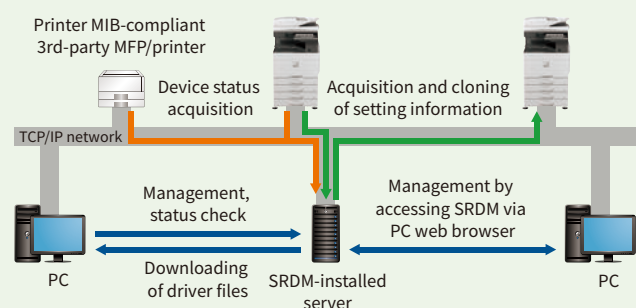 Printer MIB-compliant
3rd-party MFP/printer
Device status
acquisition
Acquisition and cloning
of setting information
TCP/IP network
Management,
status check
Management by
accessing SRDM via
PC web browser
PC
Downloading
of driver files
SRDM-installed
server
PC